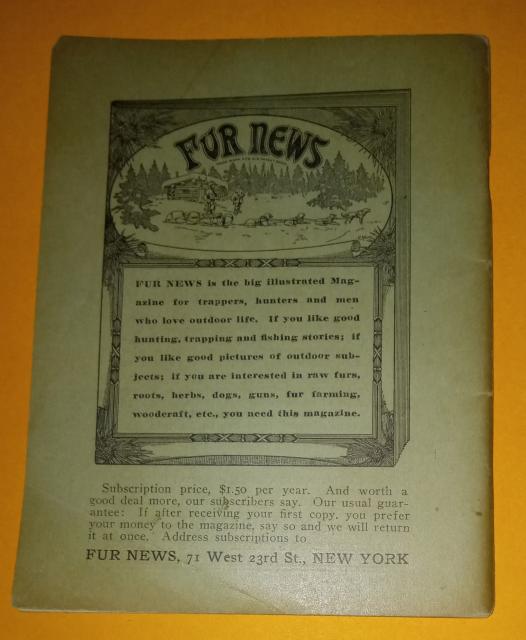 FUR NEWS
FUR NEWS is the big illustrated Mag-
azine for trappers, hunters and men
who love outdoor life. If you like good
hunting, trapping and fishing stories; if
you like good pictures of outdoor sub-
jects; if you are interested in raw furs,
roots, herbs, dogs, guns, fur farming,
woodcraft, etc., you need this magazine.
Subscription price, $1.50 per year. And worth a
good deal more, our subscribers say. Our usual guar-
antee: If after receiving your first copy, you prefer
your money to the magazine, say so and we will return
it at once. Address subscriptions to
FUR NEWS, 71 West 23rd St., NEW YORK